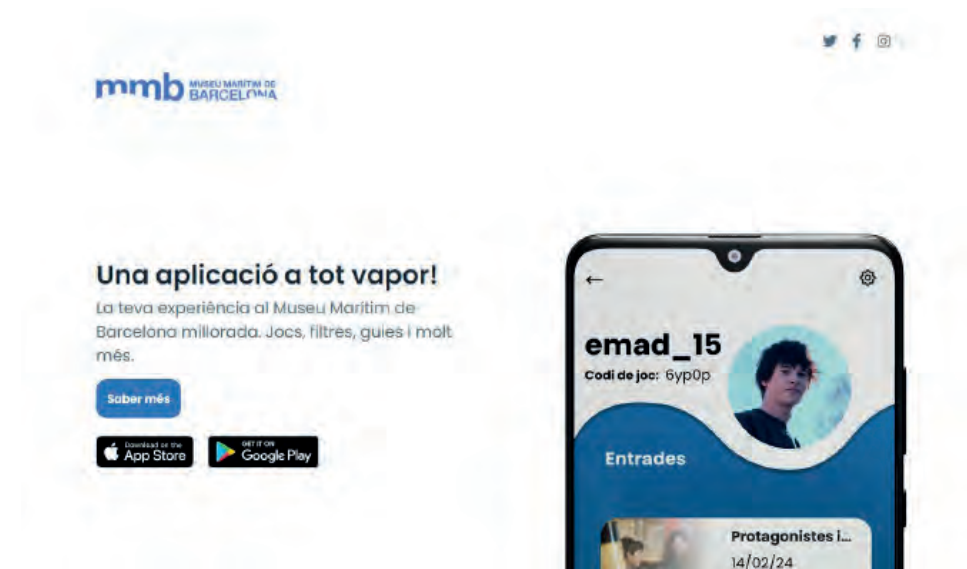 mmb MUSEU MARÍTIM DE
BARCELONA
Una aplicació a tot vapor!
La teva experiència al Museu Marítim de
Barcelona millorada. Jocs, filtres, guies i molt
més.
Saber més
Download on the
App Store
GET IT ON
Google Play
emad_15
Codi de joc: 6yp0p
Entrades
Protagonistes i...
14/02/24